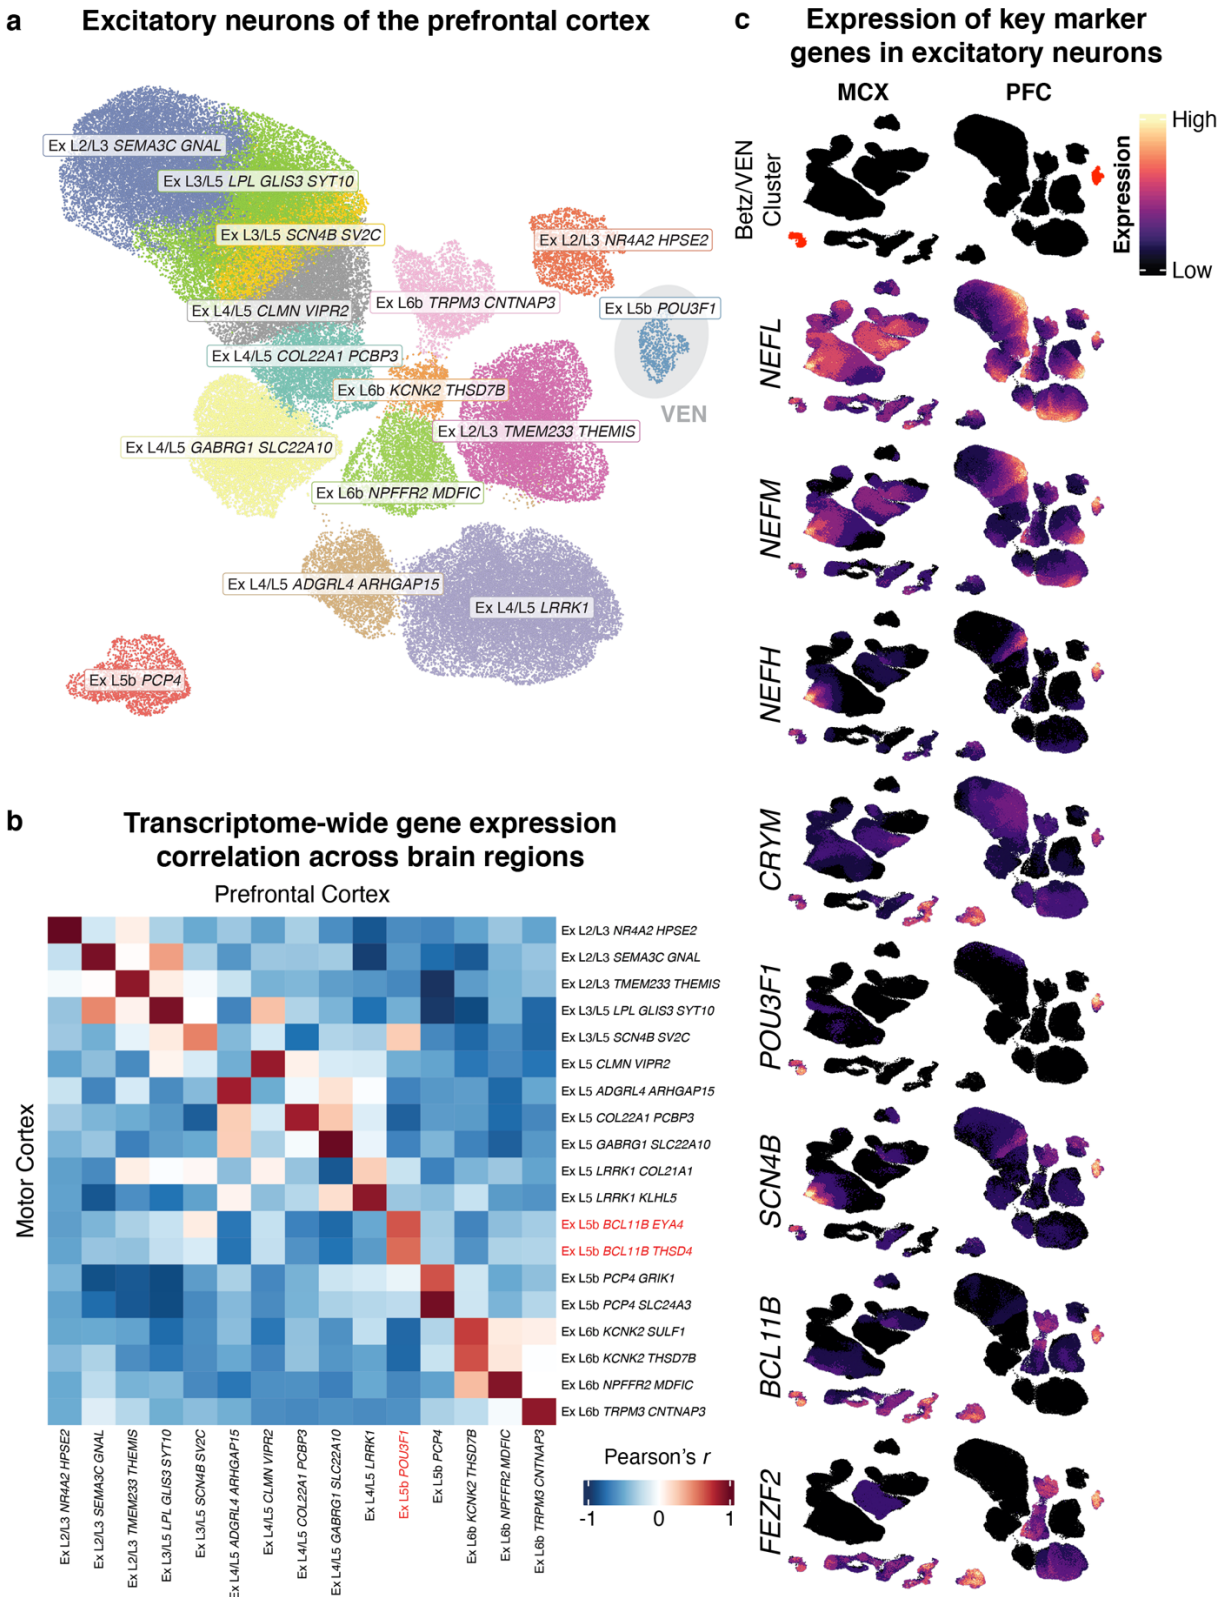 a
Excitatory neurons of the prefrontal cortex
Ex L2/L3 SEMA3C GNAL
Ex L3/L5 LPL GLIS3 SYT10
Ex L3/L5 SCN4B SV2C
Ex L2/L3 NR4A2 HPSE2
Ex L6b TRPM3 CNTNAP3
Ex L4/L5 CLMN VIPR2
Ex L5b POU3F1
Ex L4/L5 COL22A1 PCBP3
Ex L6b KCNK2 THSD7B
VEN
Ex L2/L3 TMEM233 THEMIS
Ex L4/L5 GABRG1 SLC22A10
Ex L6b NPFFR2 MDFIC
Ex L4/L5 ADGRL4 ARHGAP15
Ex L4/L5 LRRK1
Ex L5b PCP4
b
Transcriptome-wide gene expression
correlation across brain regions
Prefrontal Cortex
Motor Cortex
Ex L2/L3 NR4A2 HPSE2
Ex L2/L3 SEMA3C GNAL
Ex L2/L3 TMEM233 THEMIS
Ex L3/L5 LPL GLIS3 SYT10
Ex L3/L5 SCN4B SV2C
Ex L5 CLMN VIPR2
Ex L5 ADGRL4 ARHGAP15
Ex L5 COL22A1 PCBP3
Ex L5 GABRG1 SLC22A10
Ex L5 LRRK1 COL21A1
Ex L5 LRRK1 KLHL5
Ex L5b BCL11B EYA4
Ex L5b BCL11B THSD4
Ex L5b PCP4 GRIK1
Ex L5b PCP4 SLC24A3
Ex L6b KCNK2 SULF1
Ex L6b KCNK2 THSD7B
Ex L6b NPFFR2 MDFIC
Ex L6b TRPM3 CNTNAP3
Ex L2/L3 NR4A2 HPSE2
Ex L2/L3 SEMA3C GNAL
Ex L2/L3 TMEM233 THEMIS
Ex L3/L5 LPL GLIS3 SYT10
Ex L3/L5 SCN4B SV2C
Ex L4/L5 ADGRL4 ARHGAP15
Ex L4/L5 CLMN VIPR2
Ex L4/L5 COL22A1 PCBP3
Ex L4/L5 GABRG1 SLC22A10
Ex L4/L5 LRRK1
Ex L5b POU3F1
Ex L5b PCP4
Ex L6b KCNK2 THSD7B
Ex L6b NPFFR2 MDFIC
Ex L6b TRPM3 CNTNAP3
Pearson's r
-1 0 1
c
Expression of key marker
genes in excitatory neurons
MCX PFC
Betz/VEN
Cluster
Expression
High
Low
NEFL
NEFM
NEFH
CRYM
POU3F1
SCN4B
BCL11B
FEZF2